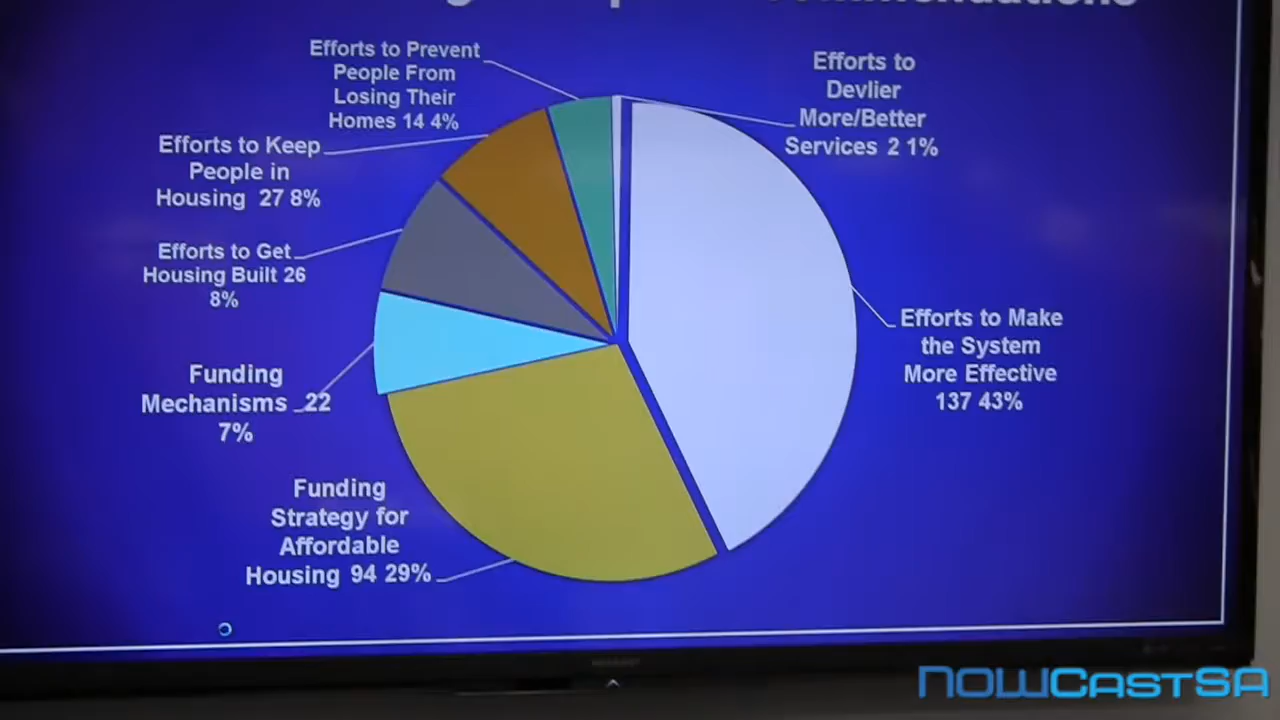 Efforts to Prevent
People From
Losing Their
Homes 14 4%
Efforts to
Devlier
More/Better
Services 2 1%
Efforts to Keep
People in
Housing 27 8%
Efforts to Get
Housing Built 26
8%
Efforts to Make
the System
More Effective
137 43%
Funding
Mechanisms 22
7%
Funding
Strategy for
Affordable
Housing 94 29%
NOWCASTSA